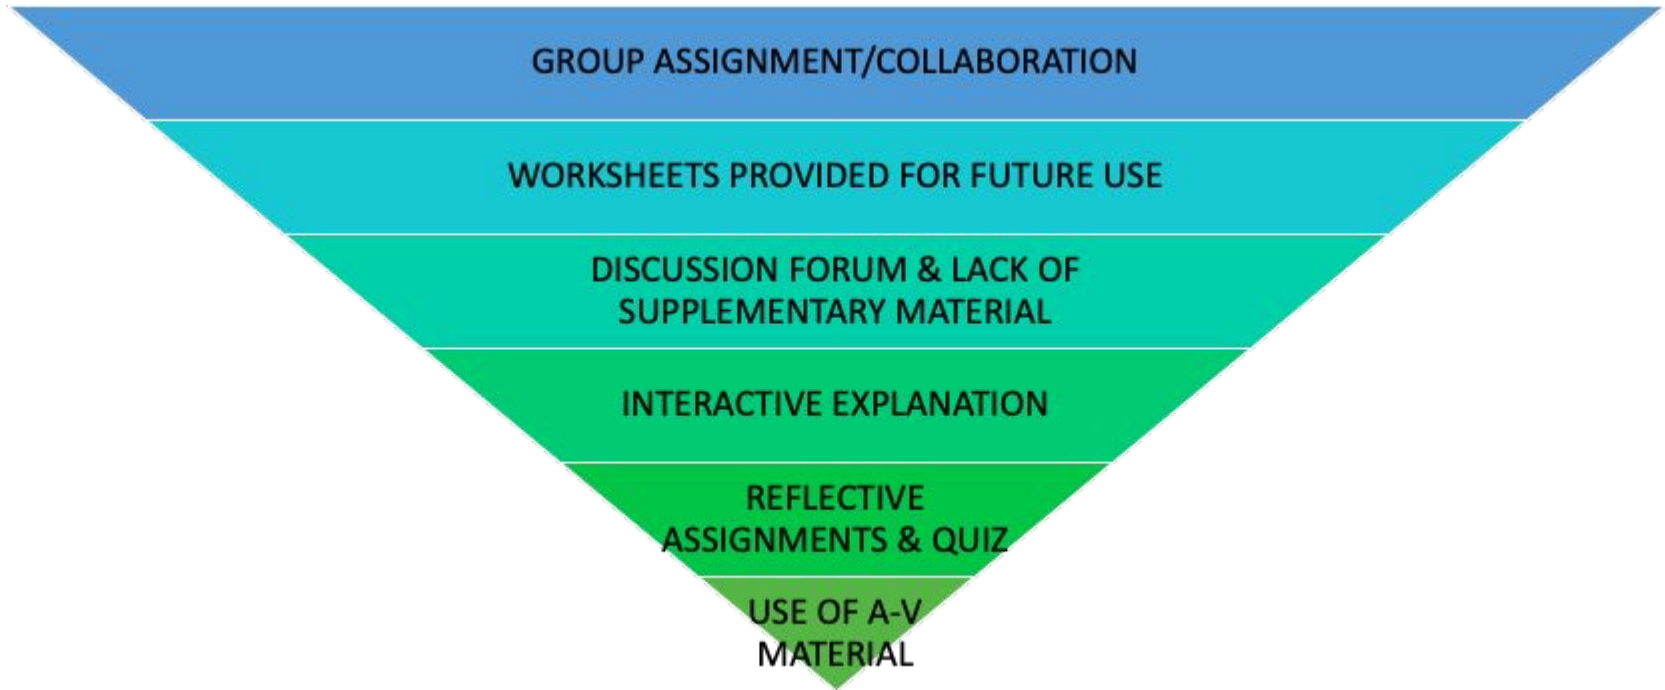 GROUP ASSIGNMENT/COLLABORATION
WORKSHEETS PROVIDED FOR FUTURE USE
DISCUSSION FORUM & LACK OF
SUPPLEMENTARY MATERIAL
INTERACTIVE EXPLANATION
REFLECTIVE
ASSIGNMENTS & QUIZ
USE OF A-V
MATERIAL